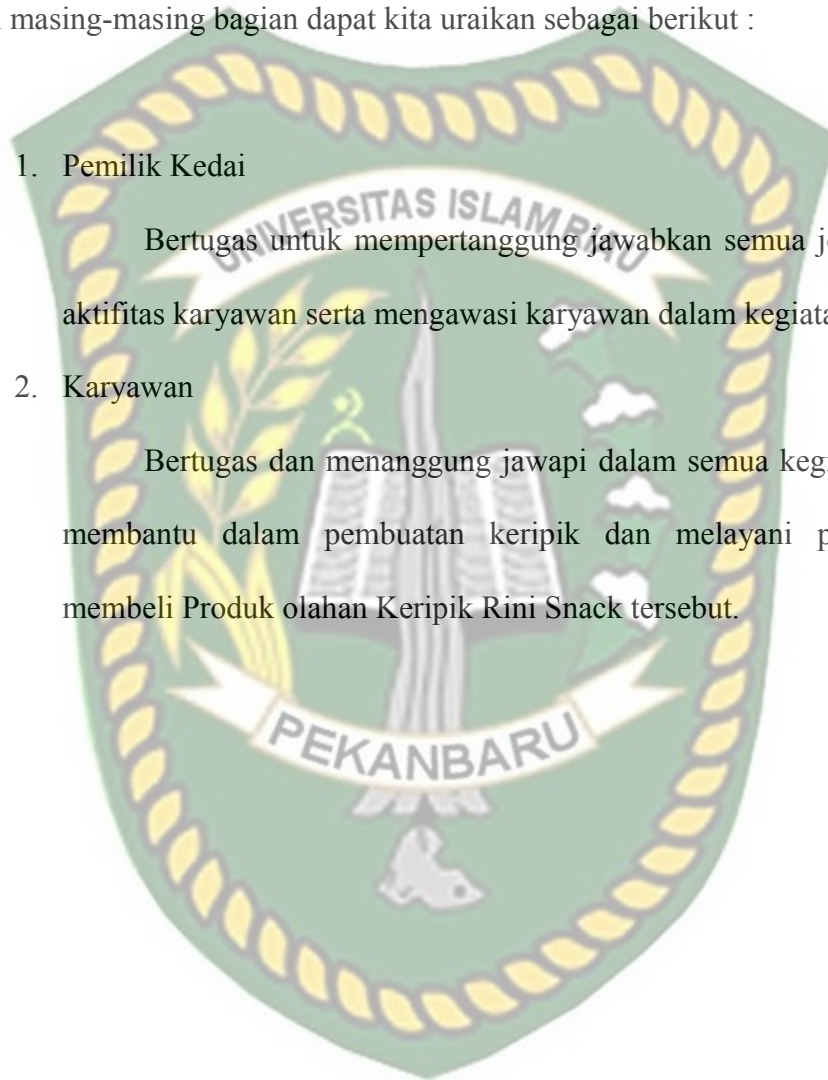 masing-masing bagian dapat kita uraikan sebagai berikut :
1. Pemilik Kedai
UNIVERSITAS ISLAM RIAU
Bertugas untuk mempertanggung jawabkan semua
aktifitas karyawan serta mengawasi karyawan dalam
2. Karyawan
Bertugas dan menanggung jawapi dalam semua
membantu dalam pembuatan keripik dan melayani
membeli Produk olahan Keripik Rini Snack tersebut.
PEKANBARU